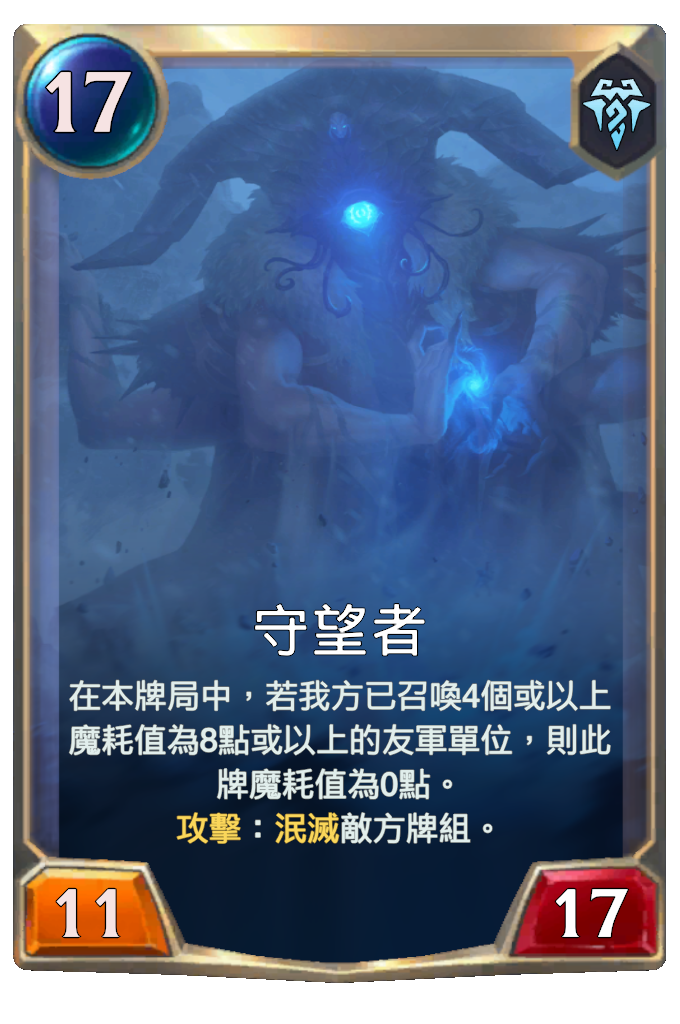 17
守望者
在本牌局中，若我方已召喚4個或以上
魔耗值為8點或以上的友軍單位，則此
牌魔耗值為0點。
攻擊：泯滅敵方牌組。
11
17